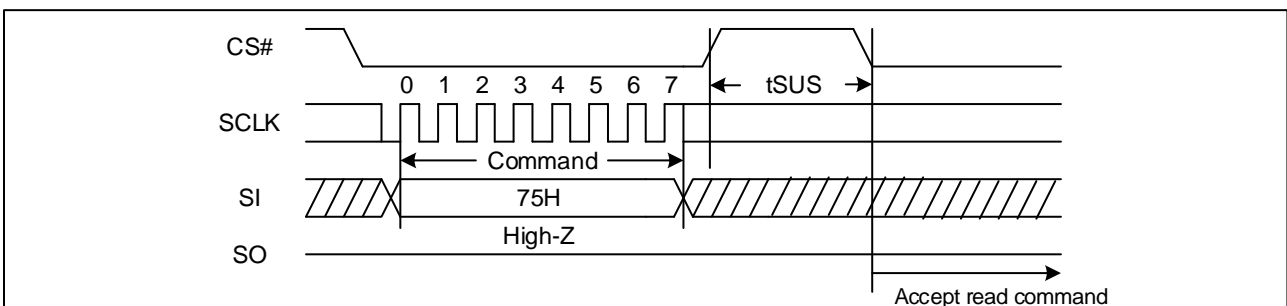 CS#
0 1 2 3 4 5 6 7
tSUS
SCLK
Command
SI
75H
High-Z
SO
Accept read command